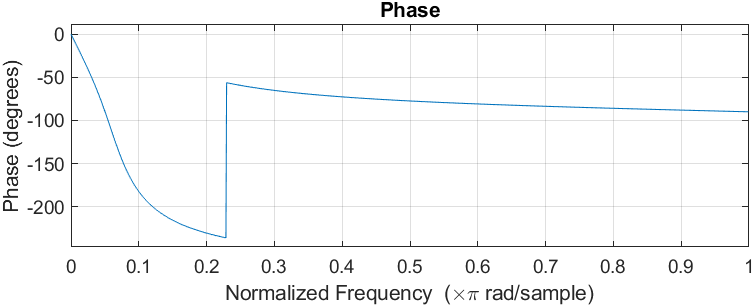 Phase
0
-50
-100
-150
-200
Phase (degrees)
0 0.1 0.2 0.3 0.4 0.5 0.6 0.7 0.8 0.9 1
Normalized Frequency (×π rad/sample)